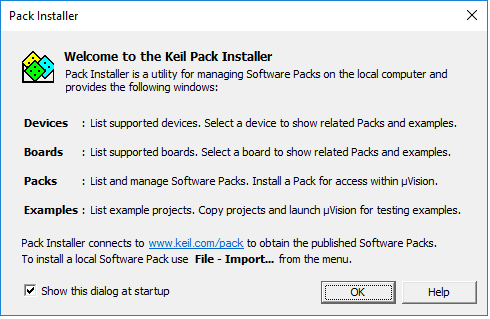 Pack Installer
Welcome to the Keil Pack Installer
Pack Installer is a utility for managing Software Packs on the local computer and
provides the following windows:
Devices : List supported devices. Select a device to show related Packs and examples.
Boards : List supported boards. Select a board to show related Packs and examples.
Packs : List and manage Software Packs. Install a Pack for access within µVision.
Examples : List example projects. Copy projects and launch µVision for testing examples.
Pack Installer connects to www.keil.com/pack to obtain the published Software Packs.
To install a local Software Pack use File - Import... from the menu.
Show this dialog at startup
OK
Help